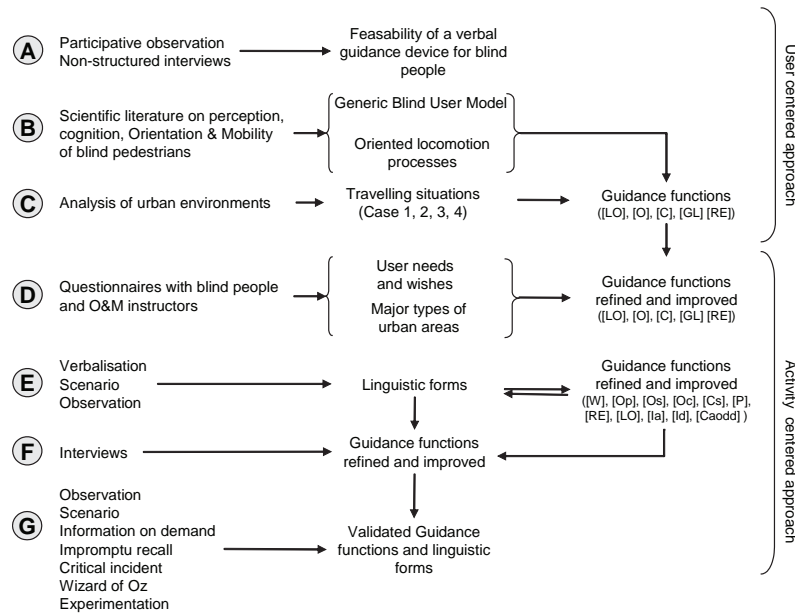 A
Participative observation
Non-structured interviews
Feasability of a verbal
guidance device for blind
people
B
Scientific literature on perception,
cognition, Orientation & Mobility
of blind pedestrians
Generic Blind User Model
Oriented locomotion
processes
C
Analysis of urban environments
Travelling situations
(Case 1, 2, 3, 4)
Guidance functions
([LO], [O], [C], [GL] [RE])
User centered approach
D
Questionnaires with blind people
and O&M instructors
User needs
and wishes
Major types of
urban areas
Guidance functions
refined and improved
([LO], [O], [C], [GL] [RE])
E
Verbalisation
Scenario
Observation
Linguistic forms
Guidance functions
refined and improved
([W], [Op], [Os], [Oc], [Cs], [P],
[RE], [LO], [Ia], [Id], [Caodd] )
F
Interviews
Guidance functions
refined and improved
G
Observation
Scenario
Information on demand
Impromptu recall
Critical incident
Wizard of Oz
Experimentation
Validated Guidance
functions and linguistic
forms
Activity centered approach